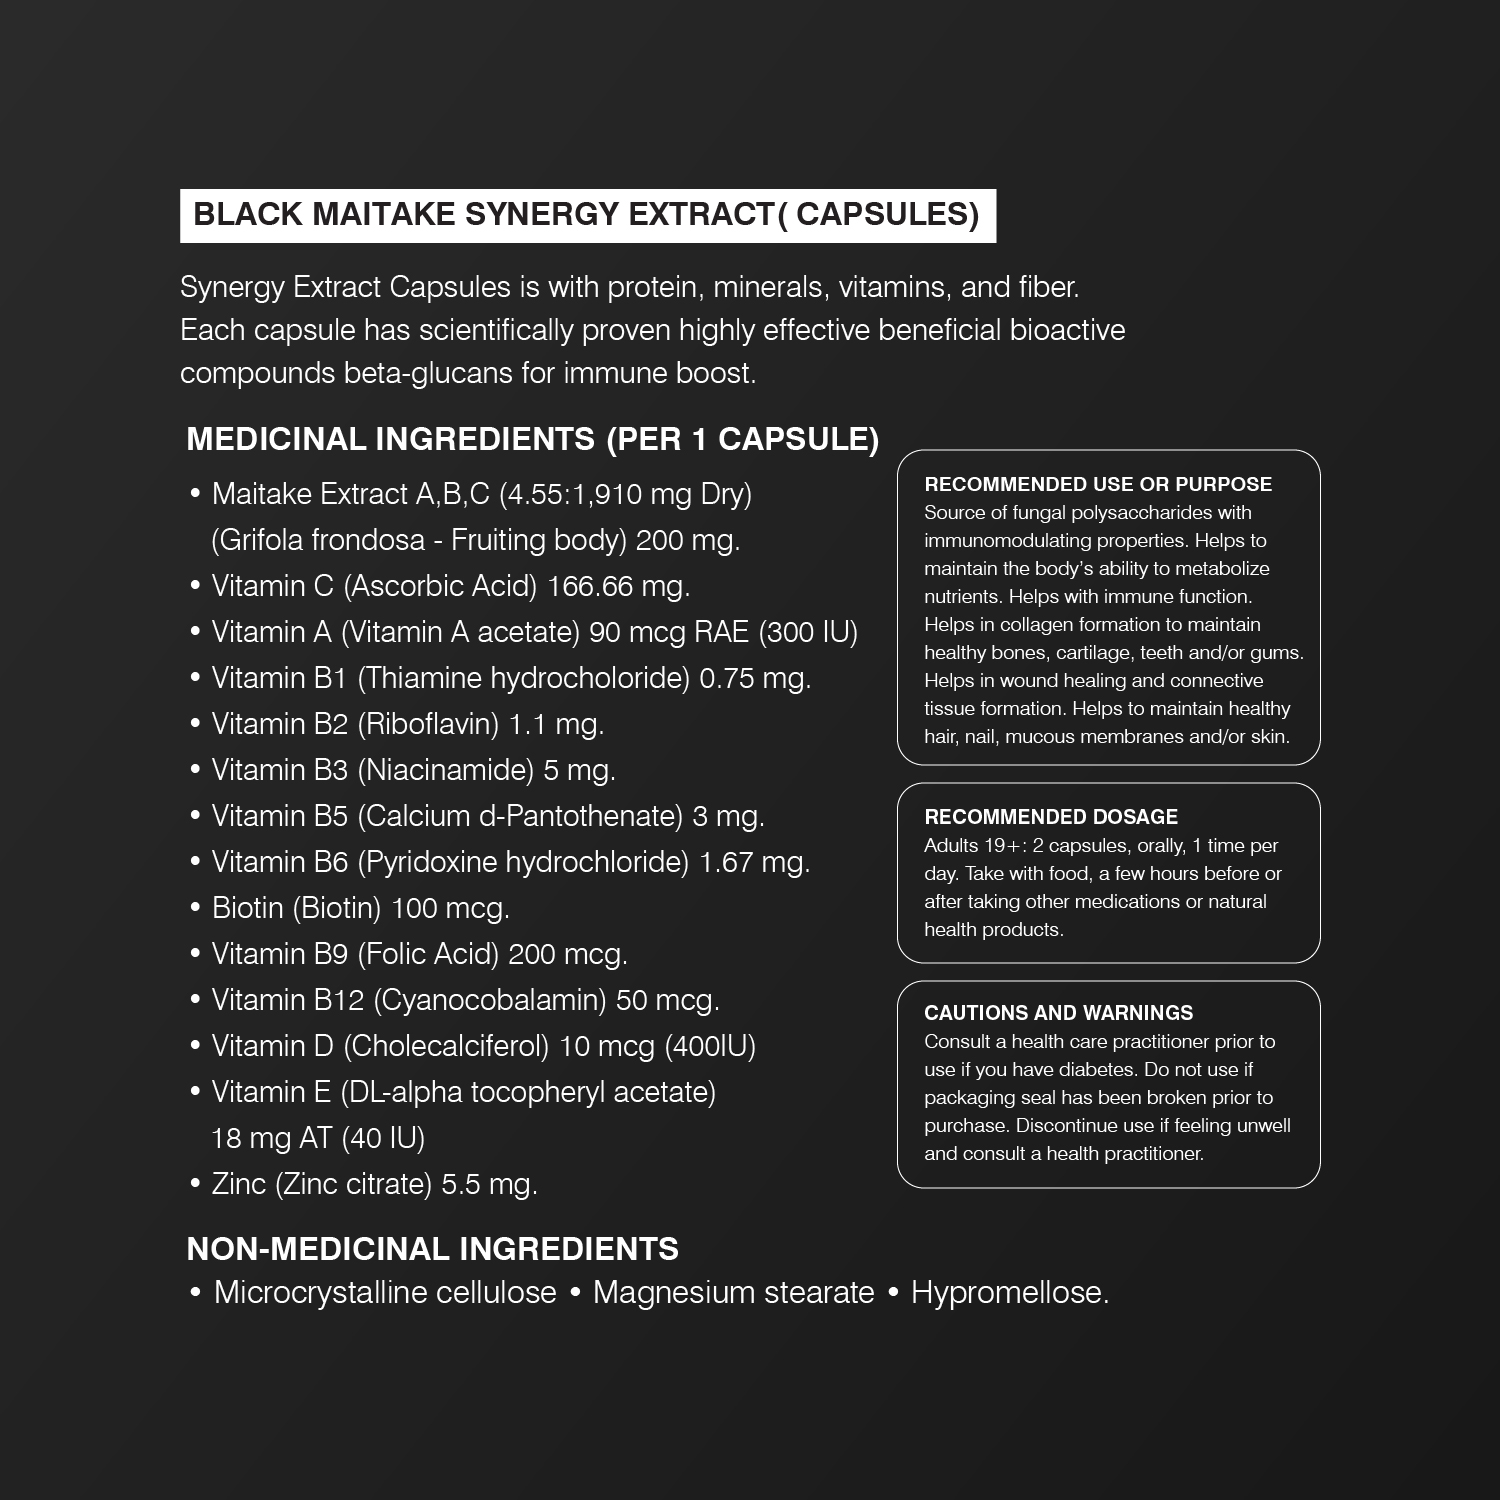 BLACK MAITAKE SYNERGY EXTRACT( CAPSULES)
Synergy Extract Capsules is with protein, minerals, vitamins, and fiber.
Each capsule has scientifically proven highly effective beneficial bioactive
compounds beta-glucans for immune boost.
MEDICINAL INGREDIENTS (PER 1 CAPSULE)
• Maitake Extract A,B,C (4.55:1,910 mg Dry)
(Grifola frondosa - Fruiting body) 200 mg.
• Vitamin C (Ascorbic Acid) 166.66 mg.
• Vitamin A (Vitamin A acetate) 90 mcg RAE (300 IU)
• Vitamin B1 (Thiamine hydrocholoride) 0.75 mg.
• Vitamin B2 (Riboflavin) 1.1 mg.
• Vitamin B3 (Niacinamide) 5 mg.
• Vitamin B5 (Calcium d-Pantothenate) 3 mg.
• Vitamin B6 (Pyridoxine hydrochloride) 1.67 mg.
• Biotin (Biotin) 100 mcg.
• Vitamin B9 (Folic Acid) 200 mcg.
• Vitamin B12 (Cyanocobalamin) 50 mcg.
• Vitamin D (Cholecalciferol) 10 mcg (400IU)
• Vitamin E (DL-alpha tocopheryl acetate)
18 mg AT (40 IU)
• Zinc (Zinc citrate) 5.5 mg.
RECOMMENDED USE OR PURPOSE
Source of fungal polysaccharides with
immunomodulating properties. Helps to
maintain the body's ability to metabolize
nutrients. Helps with immune function.
Helps in collagen formation to maintain
healthy bones, cartilage, teeth and/or gums.
Helps in wound healing and connective
tissue formation. Helps to maintain healthy
hair, nail, mucous membranes and/or skin.
RECOMMENDED DOSAGE
Adults 19+: 2 capsules, orally, 1 time per
day. Take with food, a few hours before or
after taking other medications or natural
health products.
CAUTIONS AND WARNINGS
Consult a health care practitioner prior to
use if you have diabetes. Do not use if
packaging seal has been broken prior to
purchase. Discontinue use if feeling unwell
and consult a health practitioner.
NON-MEDICINAL INGREDIENTS
• Microcrystalline cellulose • Magnesium stearate • Hypromellose.